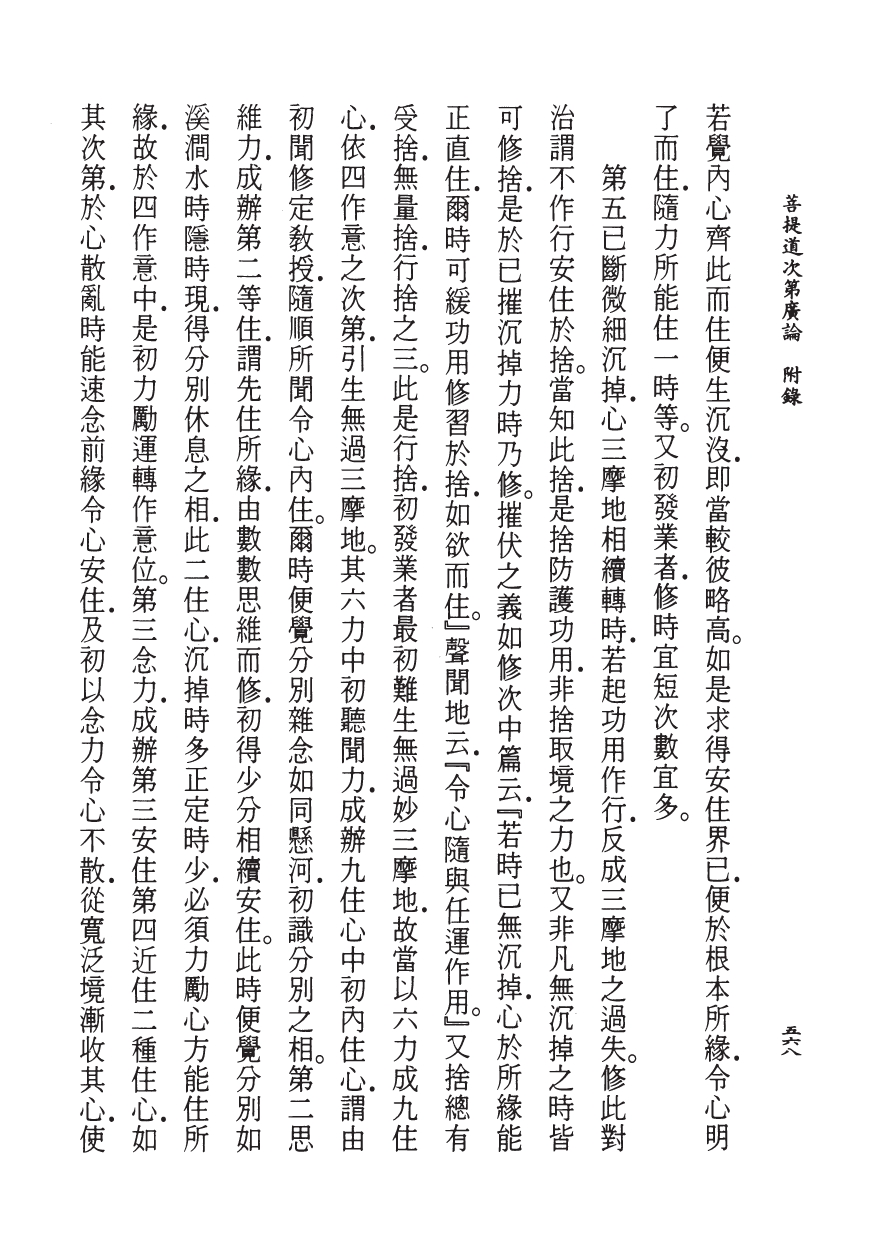 菩提道次第廣論　附錄
五六八
若覺內心齊此而住便生沉沒．即當較彼略高。如是求得安住界已．便於根本所緣．令心明
了而住．隨力所能住一時等。又初發業者．修時宜短次數宜多。
第五已斷微細沉掉．心三摩地相續轉時．若起功用作行．反成三摩地之過失。修此對
治謂不作行安住於捨。當知此捨．是捨防護功用．非捨取境之力也。又非凡無沉掉之時皆
可修捨．是於已摧沉掉力時乃修。摧伏之義如修次中篇云．『若時已無沉掉．心於所緣能
正直住．爾時可緩功用修習於捨．如欲而住。』聲聞地云．『令心隨與任運作用。』又捨總有
受捨．無量捨．行捨之三。此是行捨．初發業者最初難生無過妙三摩地．故當以六力成九住
心．依四作意之次第．引生無過三摩地。其六力中初聽聞力．成辦九住心中初內住心．謂由
初聞修定教授．隨順所聞令心內住。爾時便覺分別雜念如同懸河．初識分別之相。第二思
維力．成辦第二等住．謂先住所緣．由數數思維而修．初得少分相續安住。此時便覺分別如
溪澗水時隱時現．得分別休息之相．此二住心．沉掉時多正定時少．必須力勵心方能住所
緣．故於四作意中．是初力勵運轉作意位。第三念力．成辦第三安住第四近住二種住心．如
其次第．於心散亂時能速念前緣令心安住．及初以念力令心不散．從寬泛境漸收其心．使